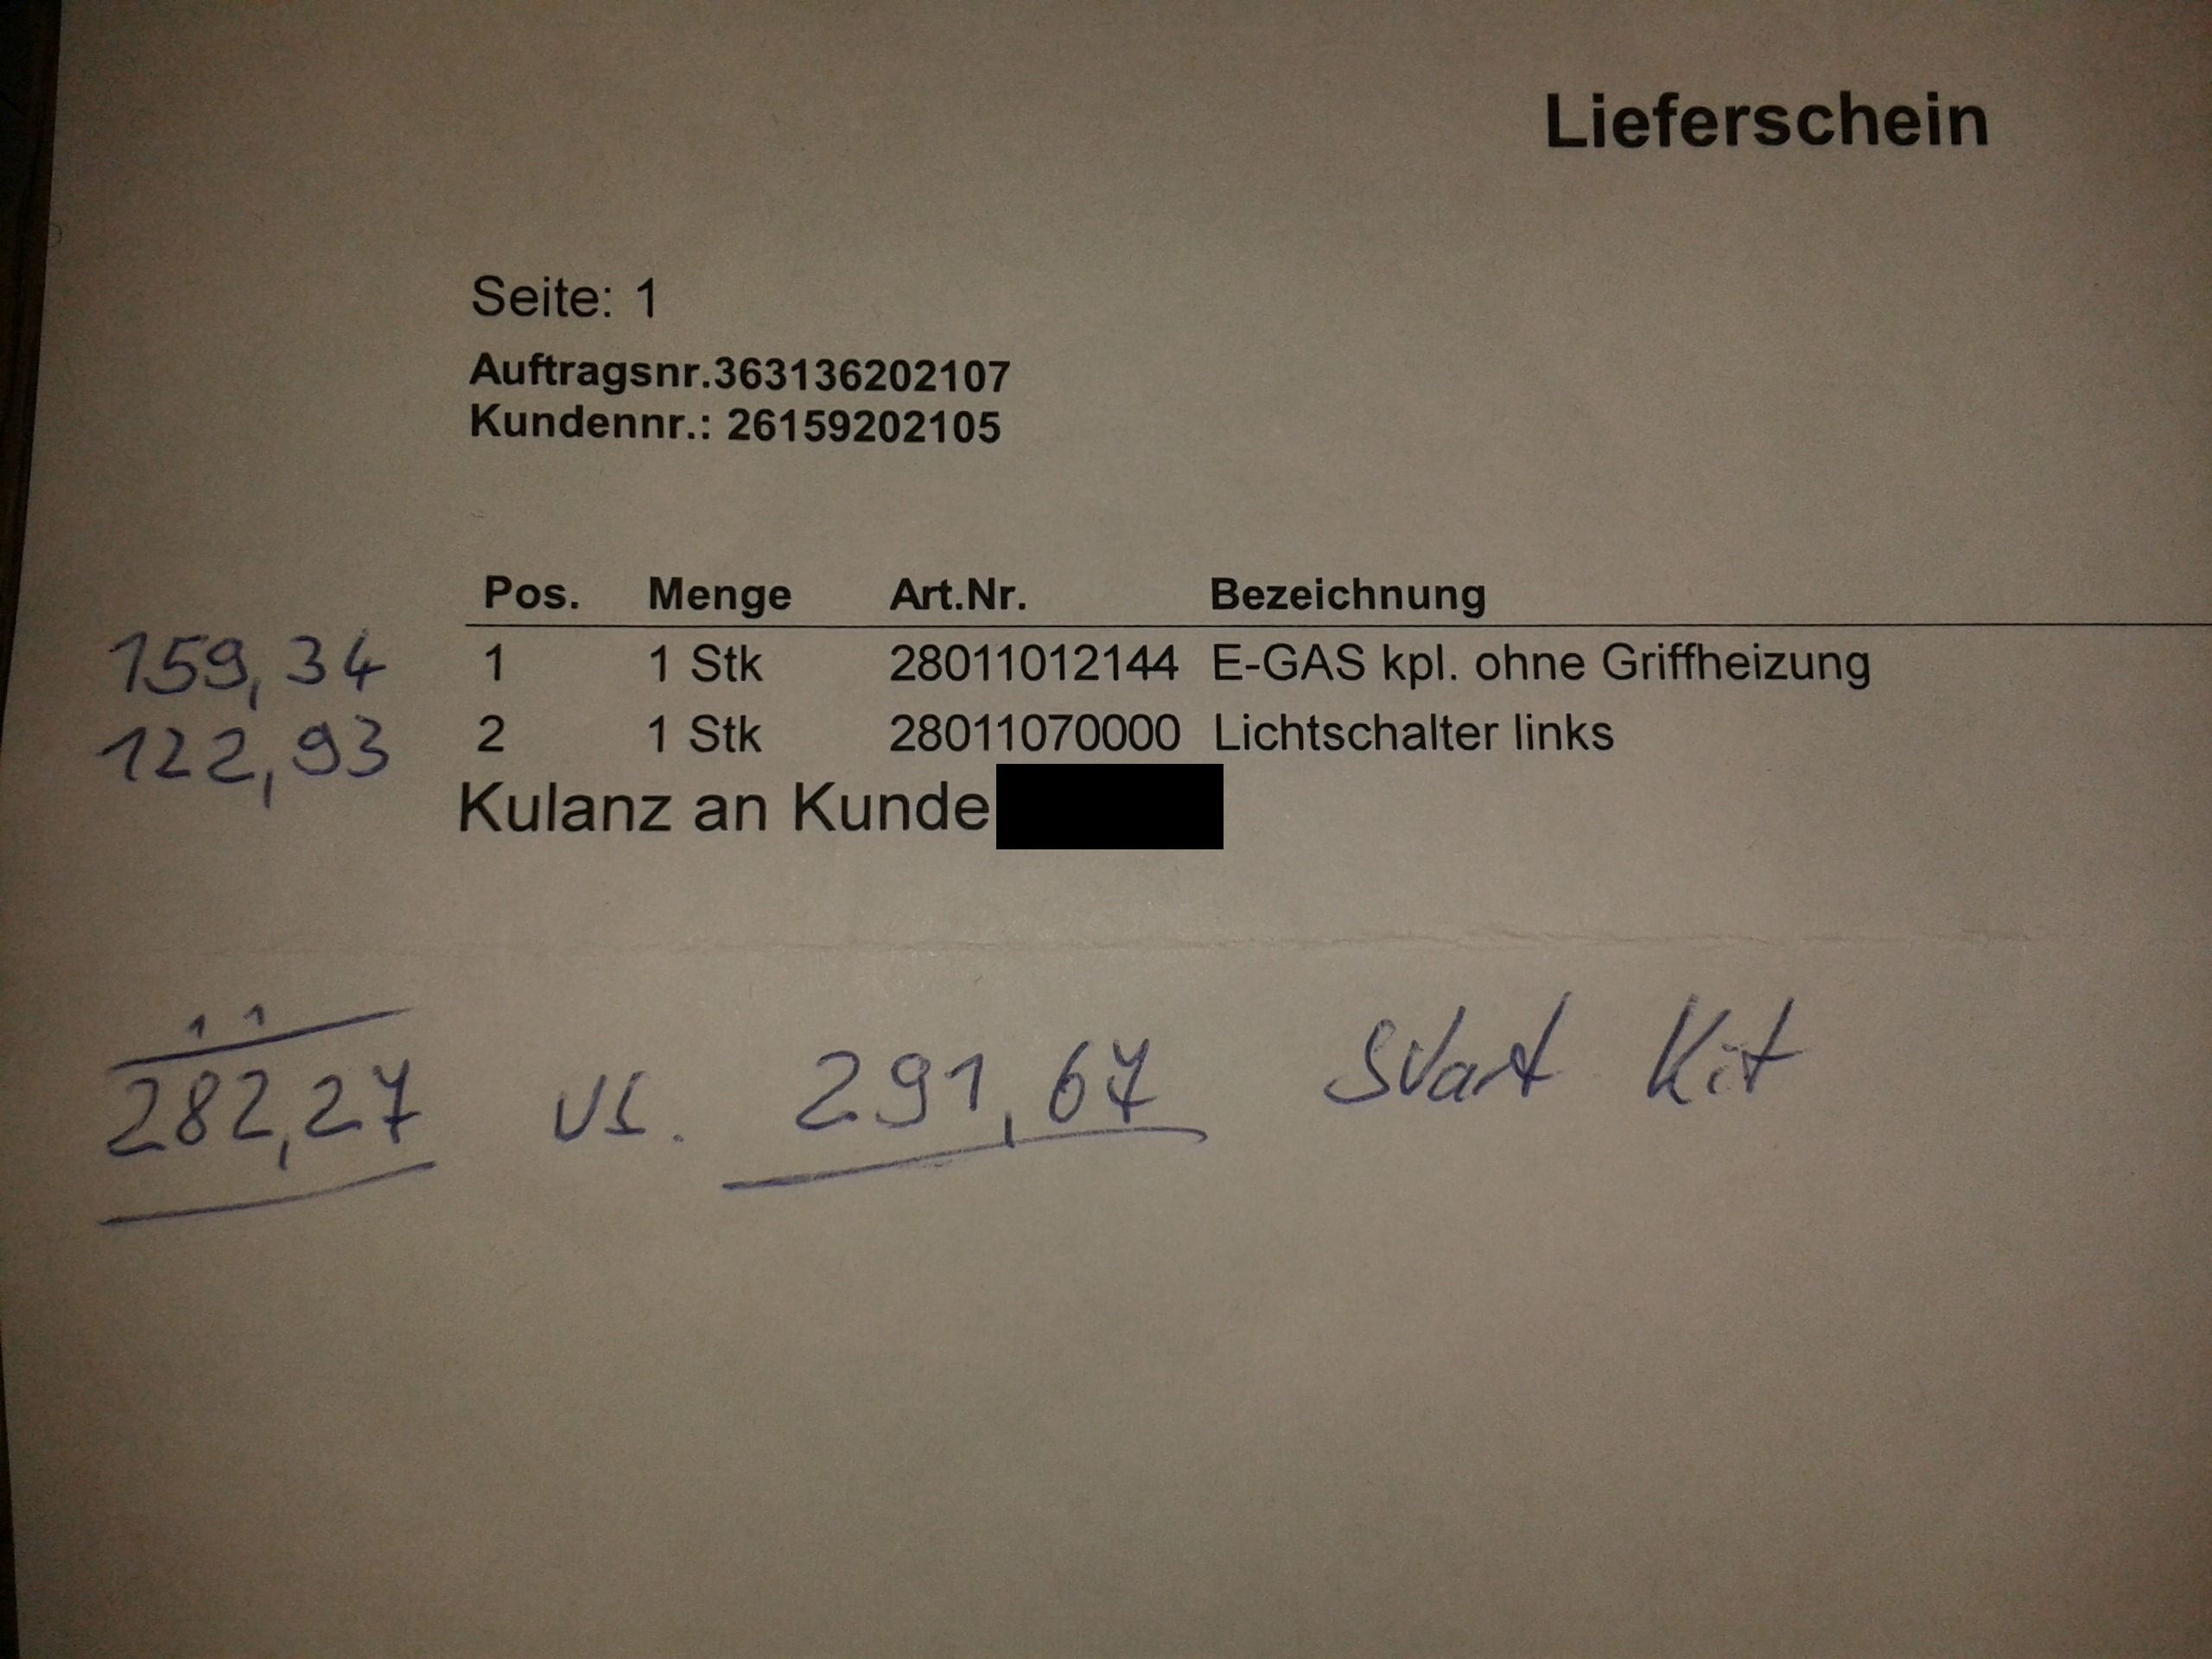 Lieferschein
Seite: 1
Auftragsnr.363136202107
Kundennr.: 26159202105
Pos. Menge Art.Nr. Bezeichnung
159,34 1 1 Stk 28011012144 E-GAS kpl. ohne Griffheizung
122,93 2 1 Stk 28011070000 Lichtschalter links
Kulanz an Kunde
1 1
282,27 vs. 291,67 Start Kit